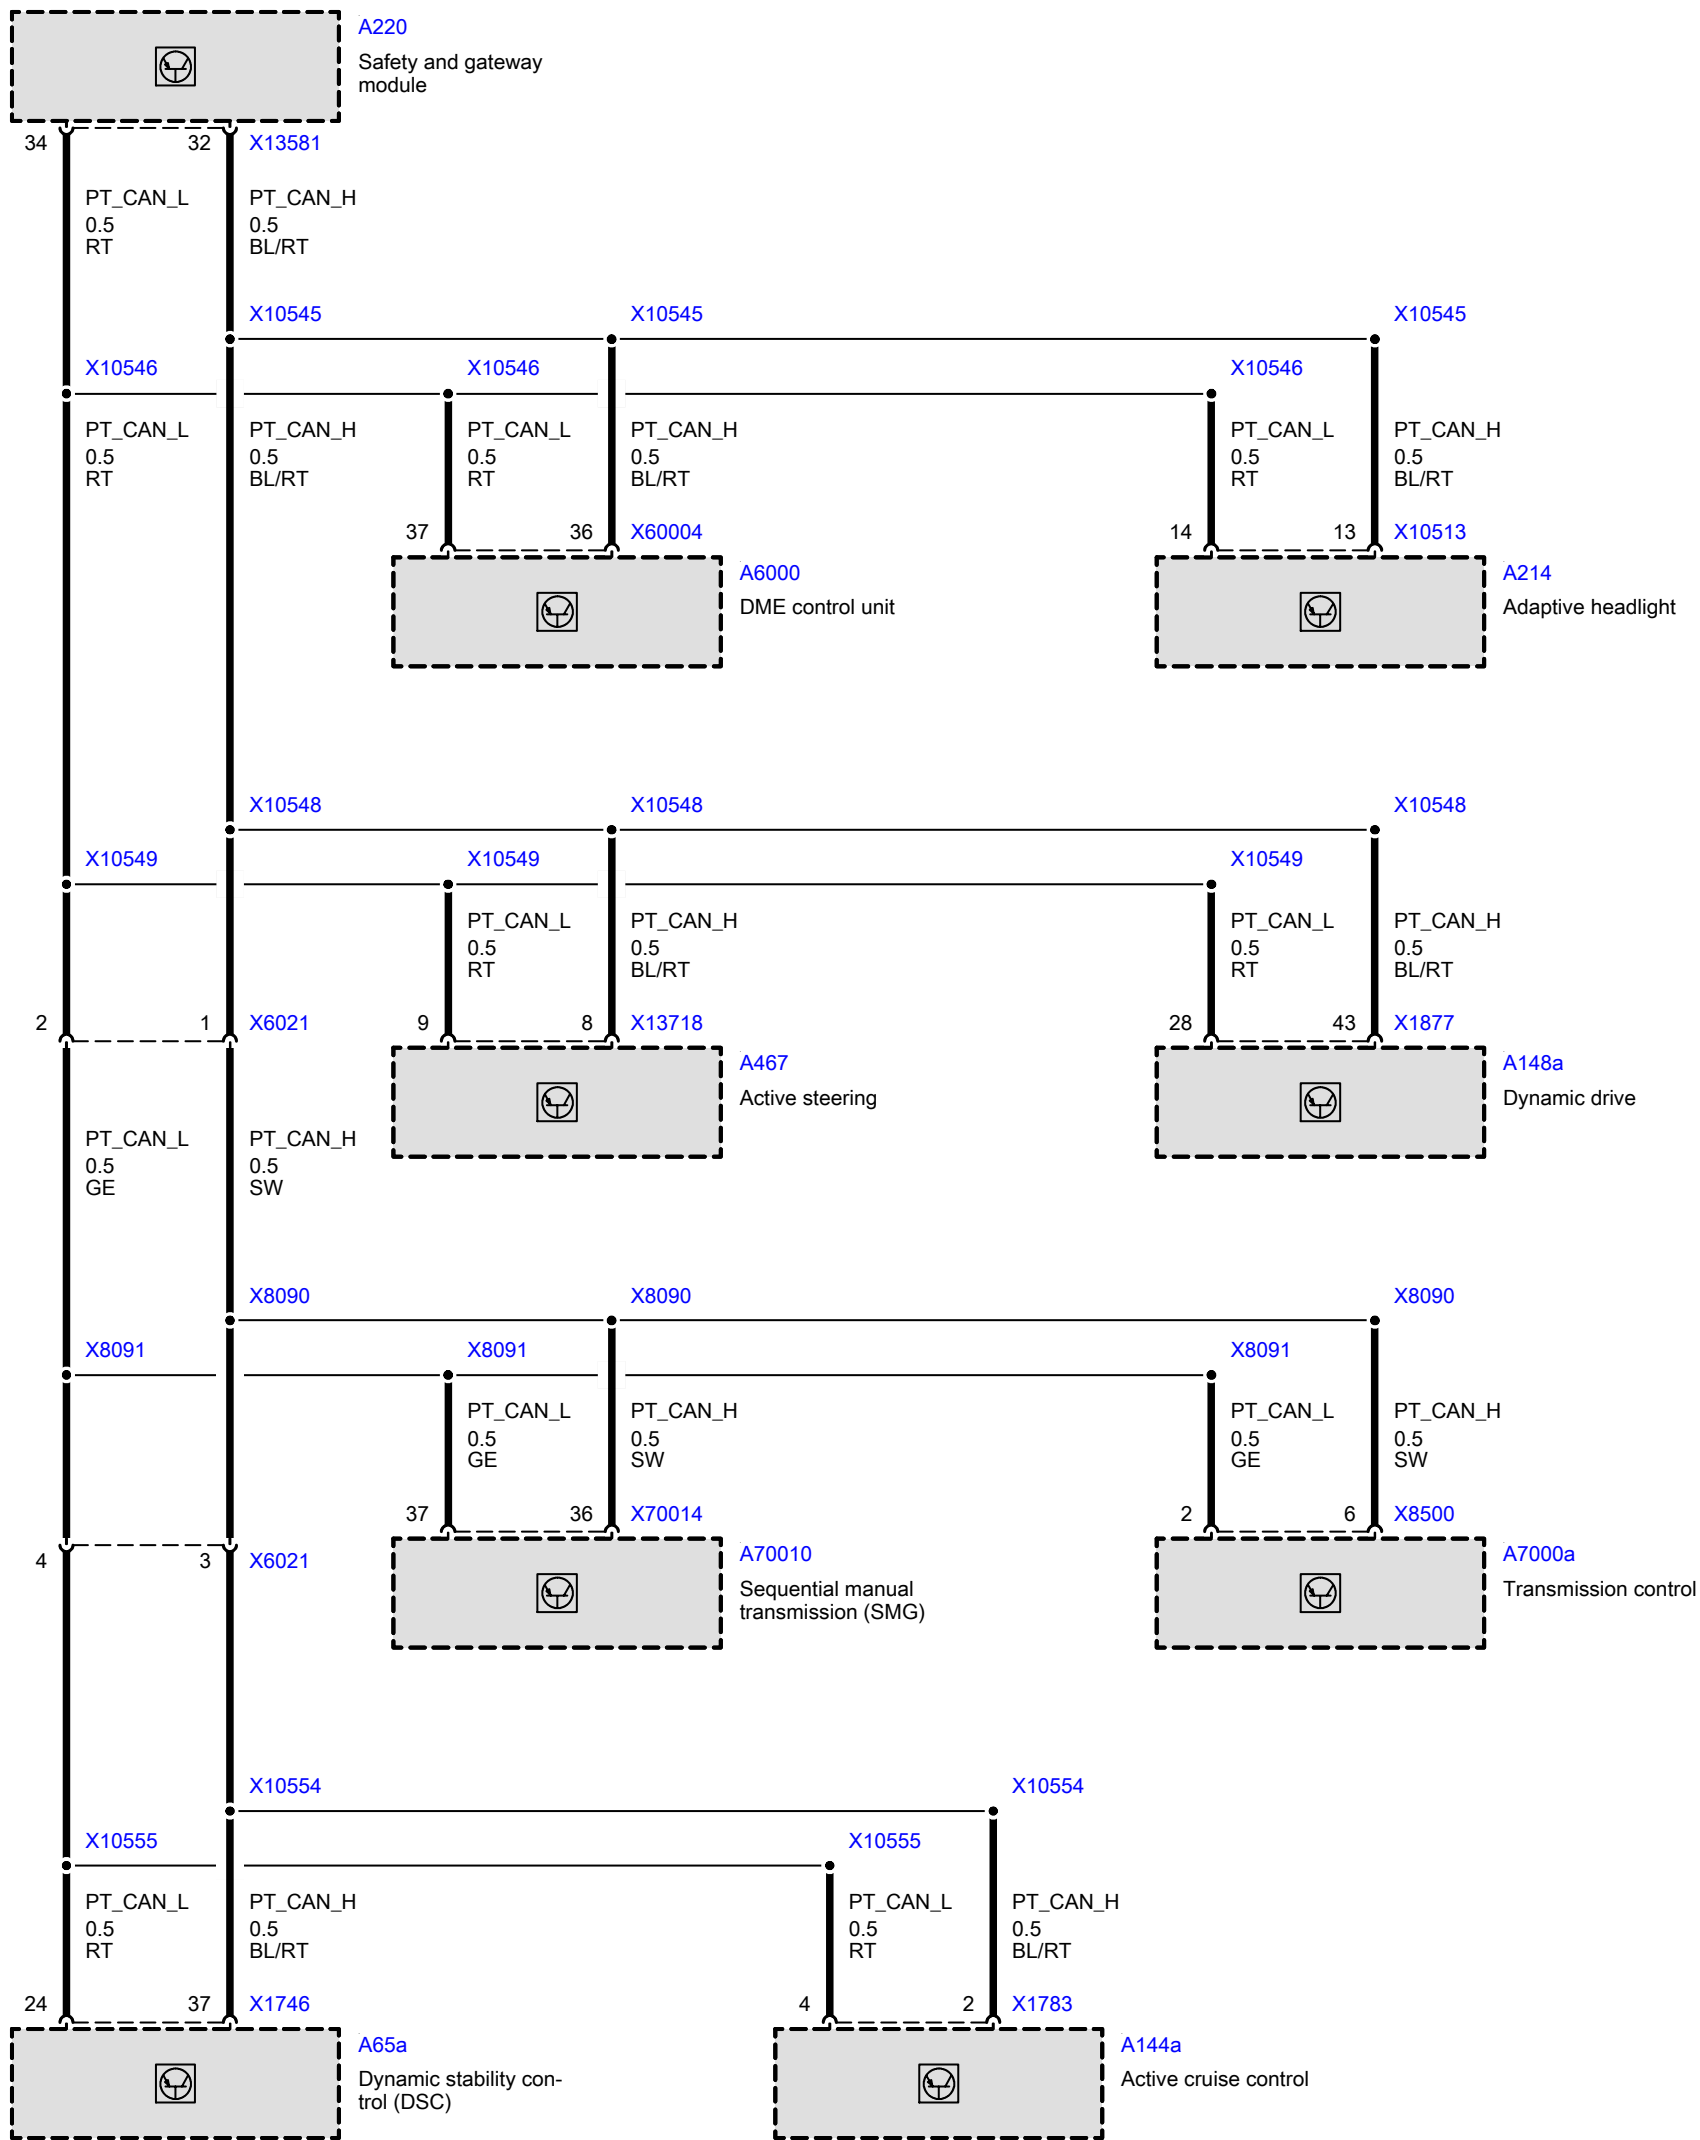 A220
Safety and gateway
module
34 32 X13581
PT_CAN_L PT_CAN_H
0.5 0.5
RT BL/RT
X10545 X10545 X10545
X10546 X10546 X10546
PT_CAN_L PT_CAN_H PT_CAN_L PT_CAN_H PT_CAN_L PT_CAN_H
0.5 0.5 0.5 0.5 0.5 0.5
RT BL/RT RT BL/RT RT BL/RT
37 36 X60004 14 13 X10513
A6000 A214
DME control unit Adaptive headlight
X10548 X10548 X10548
X10549 X10549 X10549
PT_CAN_L PT_CAN_H PT_CAN_L PT_CAN_H
0.5 0.5 0.5 0.5
RT BL/RT RT BL/RT
2 1 X6021 9 8 X13718 28 43 X1877
A467 A148a
Active steering Dynamic drive
PT_CAN_L PT_CAN_H
0.5 0.5
GE SW
X8090 X8090 X8090
X8091 X8091 X8091
PT_CAN_L PT_CAN_H PT_CAN_L PT_CAN_H
0.5 0.5 0.5 0.5
GE SW GE SW
37 36 X70014 2 6 X8500
4 3 X6021 A70010 A7000a
Sequential manual Transmission control
transmission (SMG)
X10554 X10554
X10555 X10555
PT_CAN_L PT_CAN_H PT_CAN_L PT_CAN_H
0.5 0.5 0.5 0.5
RT BL/RT RT BL/RT
24 37 X1746 4 2 X1783
A65a A144a
Dynamic stability con- Active cruise control
trol (DSC)